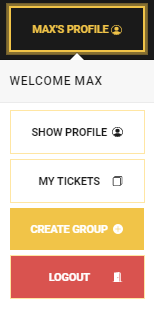 MAX'S PROFILE
WELCOME MAX
SHOW PROFILE
MY TICKETS
CREATE GROUP
LOGOUT